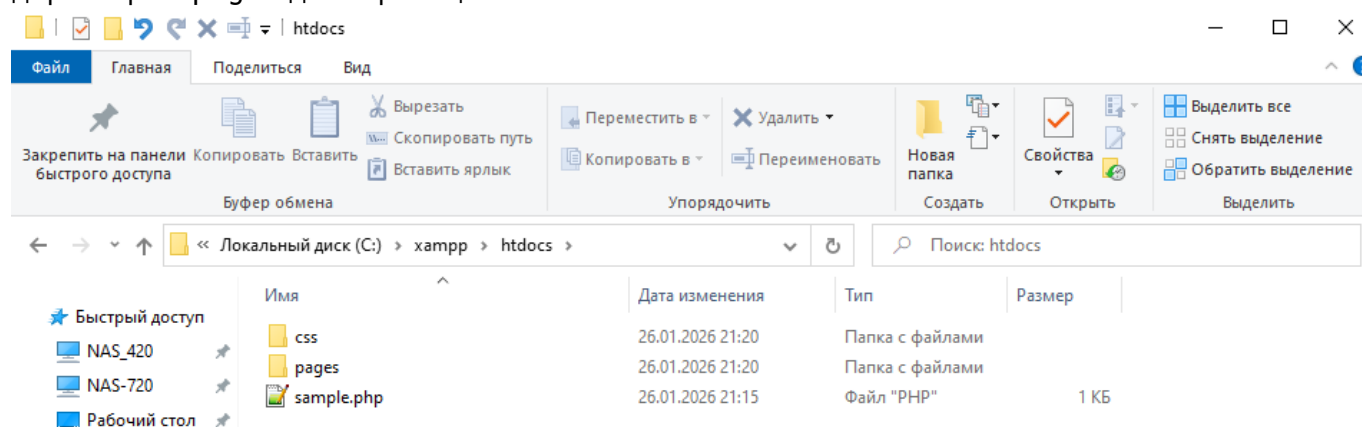 htdocs
Файл Главная Поделиться Вид
Закрепить на панели быстрого доступа
Копировать
Вставить
Вырезать
Скопировать путь
Вставить ярлык
Буфер обмена
Переместить в
Копировать в
Удалить
Переименовать
Упорядочить
Новая папка
Создать
Свойства
Открыть
Выделить все
Снять выделение
Обратить выделение
Выделить
« Локальный диск (C:) › xampp › htdocs ›
Поиск: htdocs
Имя Дата изменения Тип Размер
Быстрый доступ
NAS_420
NAS-720
Рабочий стол
css 26.01.2026 21:20 Папка с файлами
pages 26.01.2026 21:20 Папка с файлами
sample.php 26.01.2026 21:15 Файл "PHP" 1 КБ